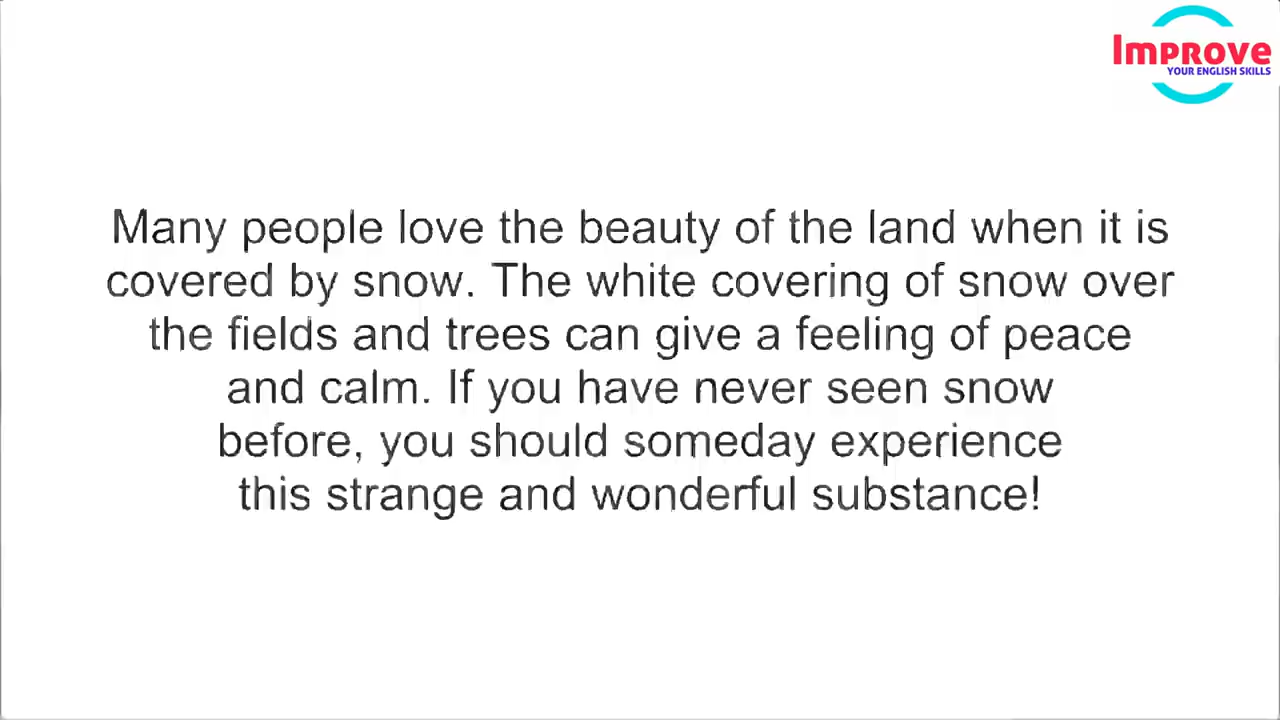 Improve
YOUR ENGLISH SKILLS
Many people love the beauty of the land when it is
covered by snow. The white covering of snow over
the fields and trees can give a feeling of peace
and calm. If you have never seen snow
before, you should someday experience
this strange and wonderful substance!